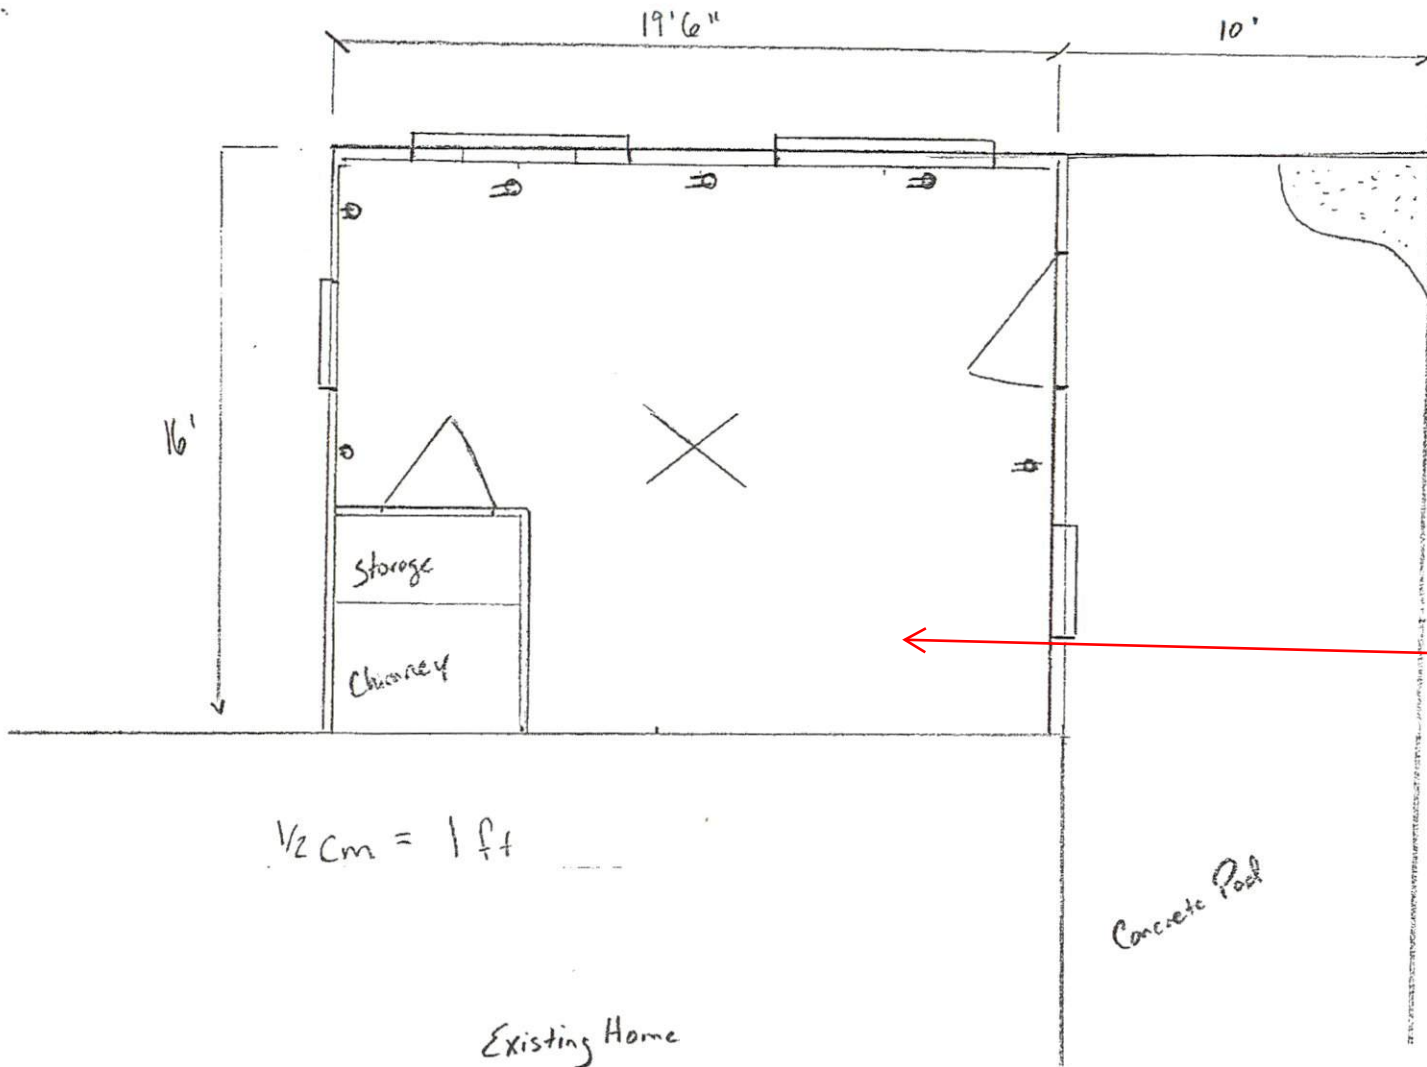 19'6"
10'
16'
Storage
Chimney
1/2 cm = 1 ft
Concrete Pad
Existing Home